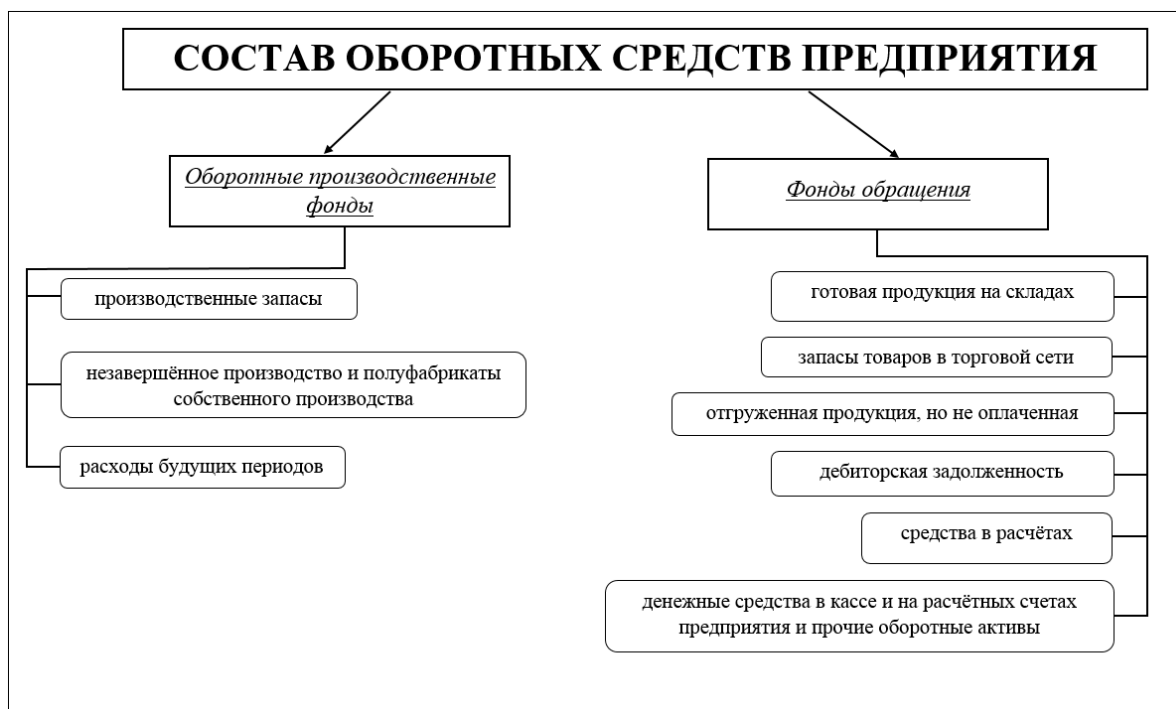 СОСТАВ ОБОРОТНЫХ СРЕДСТВ ПРЕДПРИЯТИЯ
Оборотные производственные
фонды
производственные запасы
незавершённое производство и полуфабрикаты
собственного производства
расходы будущих периодов
Фонды обращения
готовая продукция на складах
запасы товаров в торговой сети
отгруженная продукция, но не оплаченная
дебиторская задолженность
средства в расчётах
денежные средства в кассе и на расчётных счетах
предприятия и прочие оборотные активы